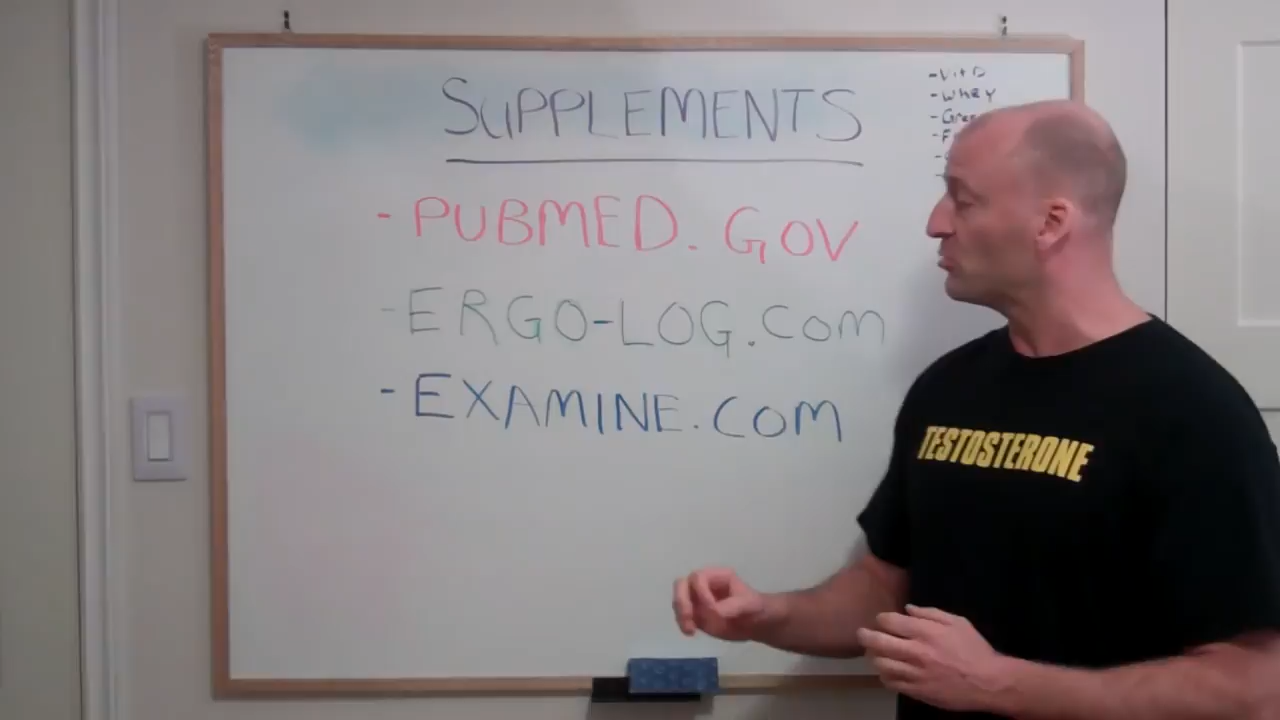 SUPPLEMENTS
- PUBMED.GOV
- ERGO-LOG.COM
- EXAMINE.COM
- Vit D
- WHEY
TESTOSTERONE